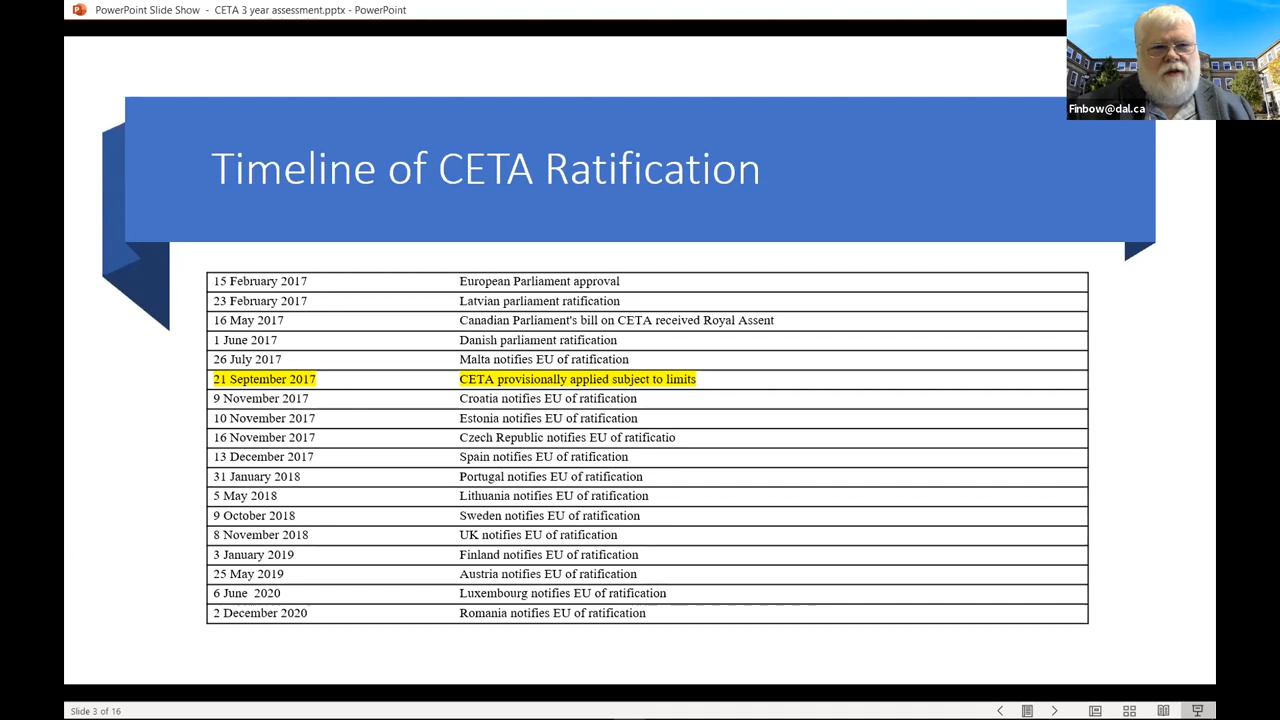 PowerPoint Slide Show - CETA 3 year assessment.pptx - PowerPoint
Finbow@dal.ca
Timeline of CETA Ratification
15 February 2017 European Parliament approval
23 February 2017 Latvian parliament ratification
16 May 2017 Canadian Parliament's bill on CETA received Royal Assent
1 June 2017 Danish parliament ratification
26 July 2017 Malta notifies EU of ratification
21 September 2017 CETA provisionally applied subject to limits
9 November 2017 Croatia notifies EU of ratification
10 November 2017 Estonia notifies EU of ratification
16 November 2017 Czech Republic notifies EU of ratificatio
13 December 2017 Spain notifies EU of ratification
31 January 2018 Portugal notifies EU of ratification
5 May 2018 Lithuania notifies EU of ratification
9 October 2018 Sweden notifies EU of ratification
8 November 2018 UK notifies EU of ratification
3 January 2019 Finland notifies EU of ratification
25 May 2019 Austria notifies EU of ratification
6 June 2020 Luxembourg notifies EU of ratification
2 December 2020 Romania notifies EU of ratification
Slide 3 of 16